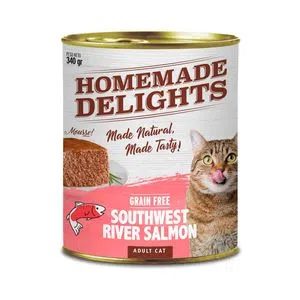 PESO NETO
340 gr
HOMEMADE
DELIGHTS
Mousse!
Made Natural,
Made Tasty!
GRAIN FREE
SOUTHWEST
RIVER SALMON
ADULT CAT